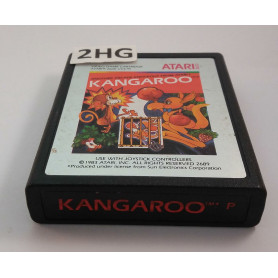 2HG
ATARI
KANGAROO
USE WITH JOYSTICK CONTROLLERS
©1983 ATARI, INC. ALL RIGHTS RESERVED 2689
Produced under license from Sun Electronics Corporation
KANGAROO P